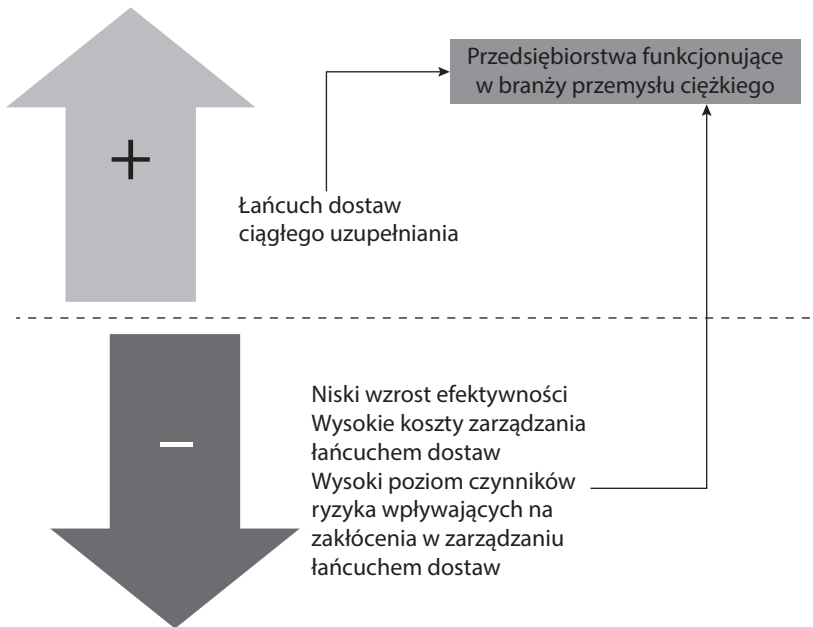 Przedsiębiorstwa funkcjonujące
w branży przemysłu ciężkiego
+
Łańcuch dostaw
ciągłego uzupełniania
–
Niski wzrost efektywności
Wysokie koszty zarządzania
łańcuchem dostaw
Wysoki poziom czynników
ryzyka wpływających na
zakłócenia w zarządzaniu
łańcuchem dostaw